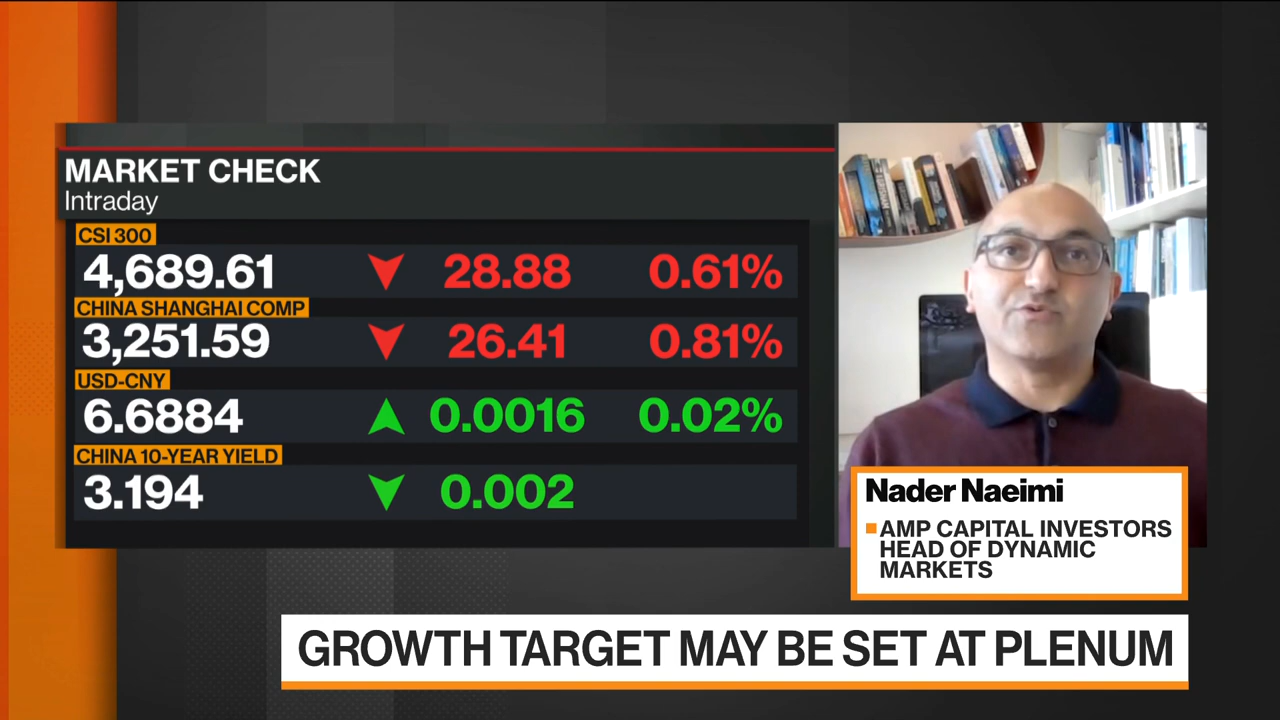 MARKET CHECK
Intraday
CSI 300
4,689.61 ▼ 28.88 0.61%
CHINA SHANGHAI COMP
3,251.59 ▼ 26.41 0.81%
USD-CNY
6.6884 ▲ 0.0016 0.02%
CHINA 10-YEAR YIELD
3.194 ▼ 0.002
Nader Naeimi
AMP CAPITAL INVESTORS
HEAD OF DYNAMIC
MARKETS
GROWTH TARGET MAY BE SET AT PLENUM